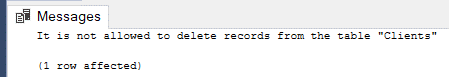 Messages
It is not allowed to delete records from the table "Clients"
(1 row affected)